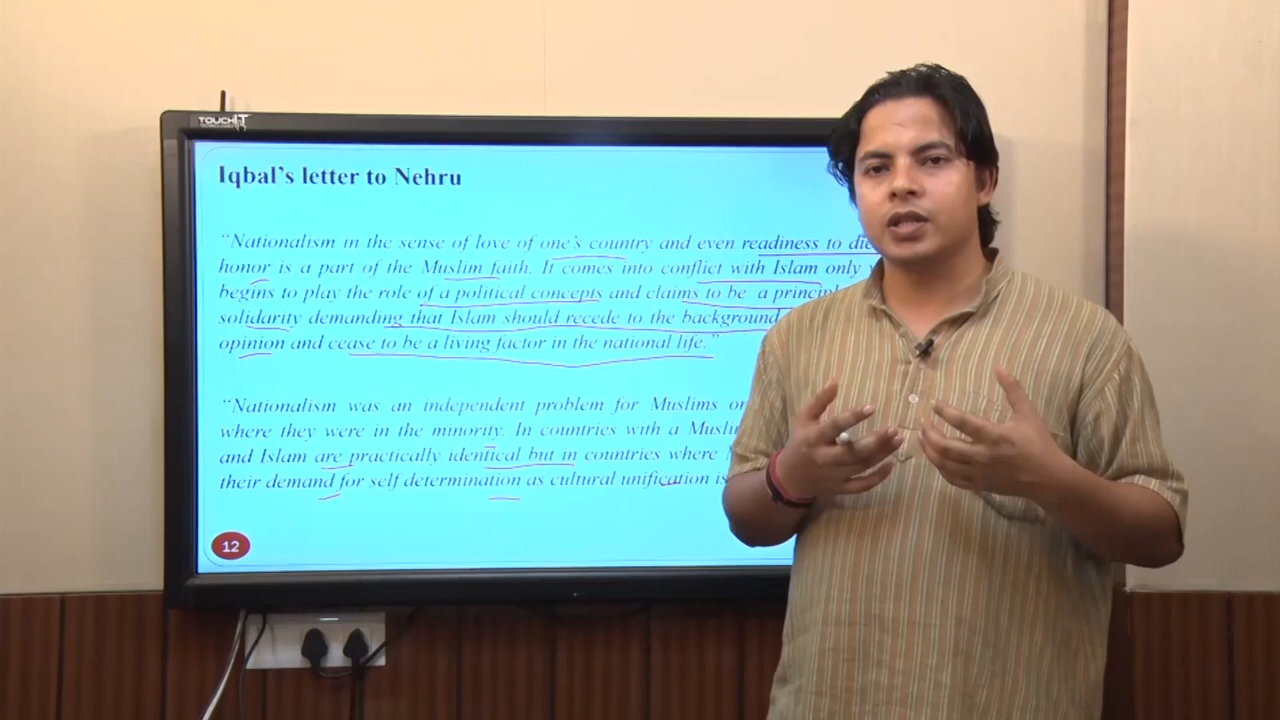 TOUCHIT
TECHNOLOGIES
Iqbal's letter to Nehru
“Nationalism in the sense of love of one's country and even readiness to die
honor is a part of the Muslim faith. It comes into conflict with Islam only
begins to play the role of a political concepts and claims to be a
solidarity demanding that Islam should recede to the background
opinion and cease to be a living factor in the national life.”
“Nationalism was an independent problem for Muslims
where they were in the minority. In countries with a
and Islam are practically identical but in countries where
their demand for self determination as cultural unification is
12